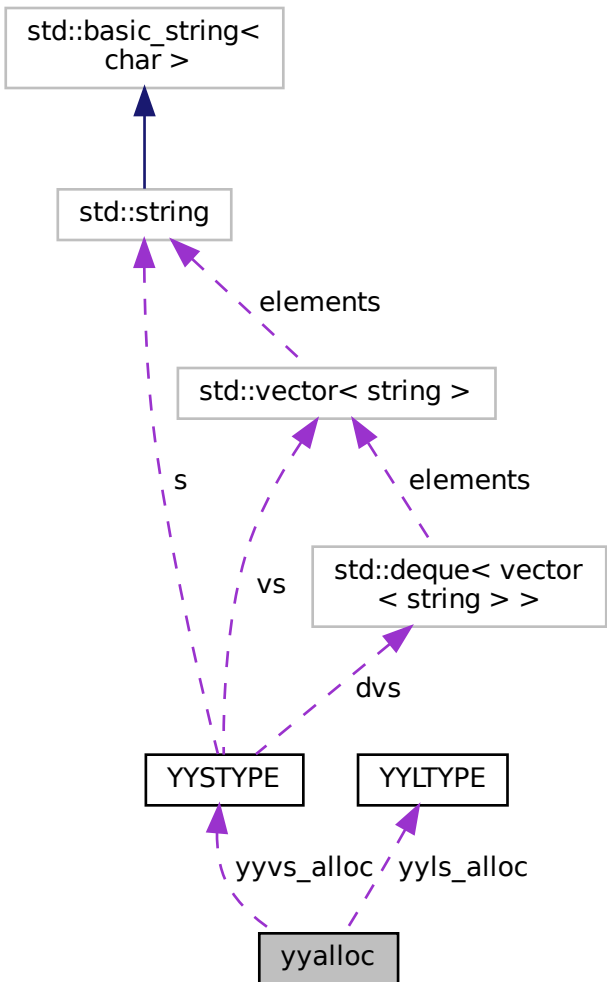 std::basic_string<
char >
std::string
elements
std::vector< string >
s
elements
vs
std::deque< vector
< string > >
dvs
YYSTYPE
YYLTYPE
yyvs_alloc
yyls_alloc
yyalloc